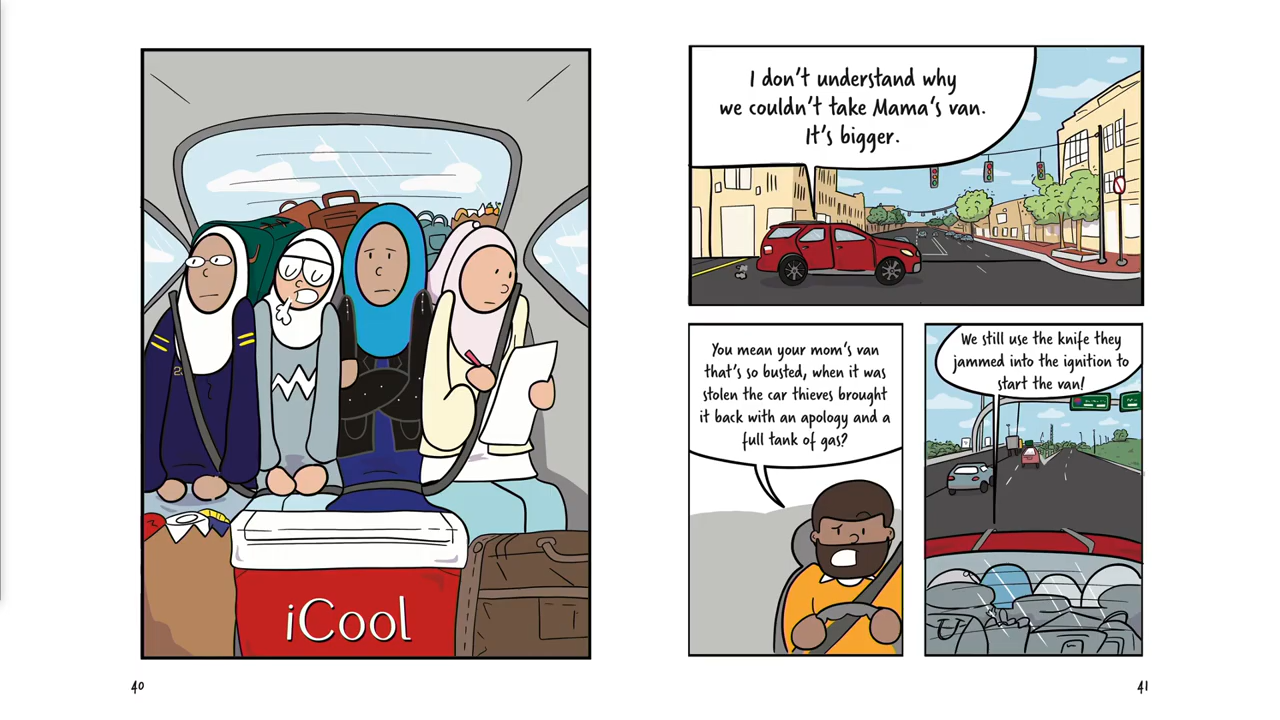 iCool
40
I don't understand why
we couldn't take Mama's van.
It's bigger.
You mean your mom's van
that's so busted, when it was
stolen the car thieves brought
it back with an apology and a
full tank of gas?
We still use the knife they
jammed into the ignition to
start the van!
41